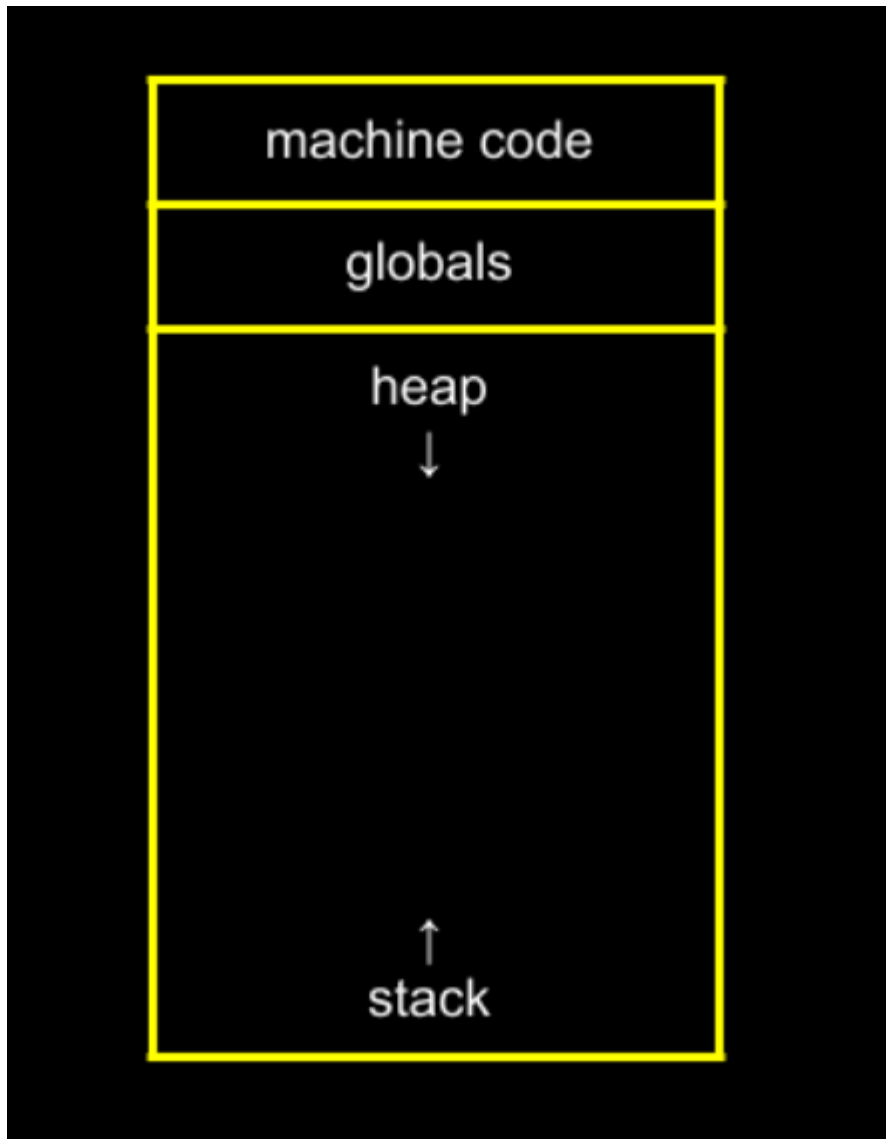 machine code
globals
heap
↓
↑
stack